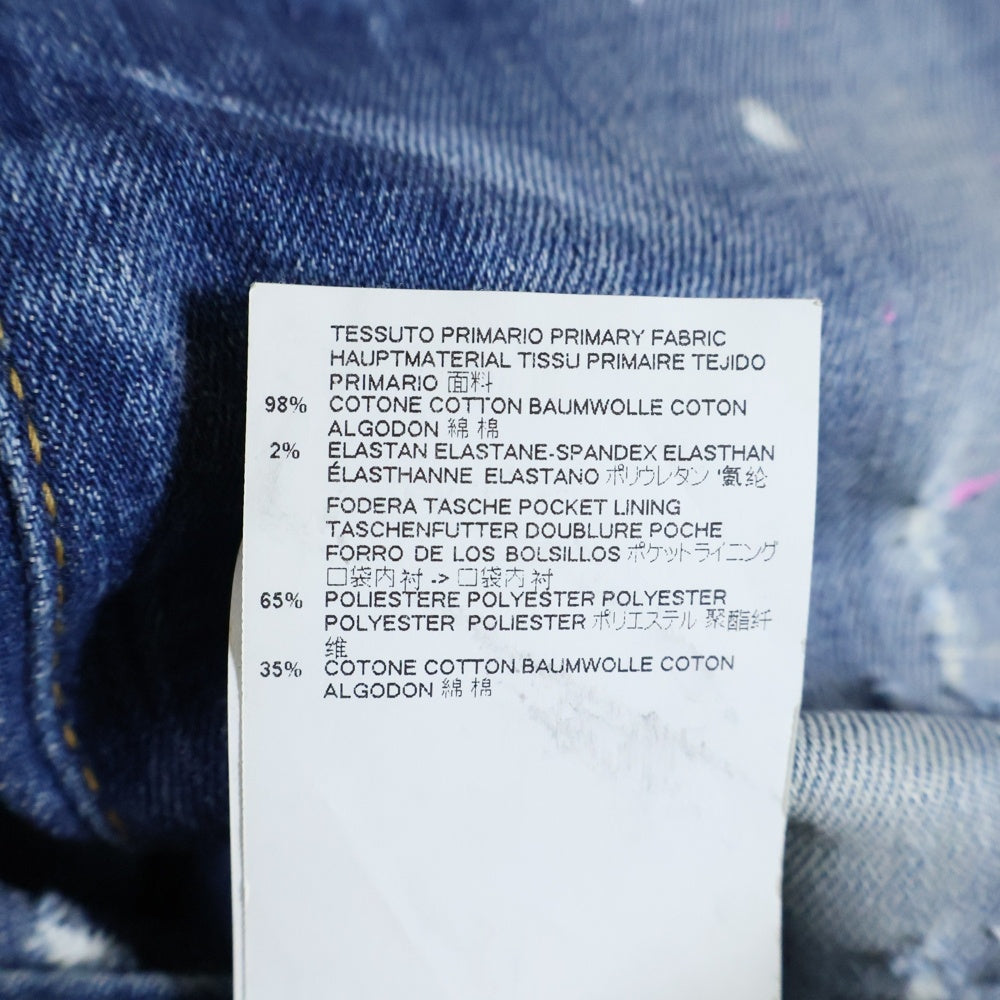 TESSUTO PRIMARIO PRIMARY FABRIC
HAUPTMATERIAL TISSU PRIMAIRE TEJIDO
PRIMARIO 面料
98% COTONE COTTON BAUMWOLLE COTON
ALGODON 綿 棉
2% ELASTAN ELASTANE-SPANDEX ELASTHAN
ÉLASTHANNE ELASTANO ポリウレタン '氨纶
FODERA TASCHE POCKET LINING
TASCHENFUTTER DOUBLURE POCHE
FORRO DE LOS BOLSILLOS ポケットライニング
口袋内衬 -> 口袋内衬
65% POLIESTERE POLYESTER POLYESTER
POLYESTER POLIESTER ポリエステル 聚酯纤
维
35% COTONE COTTON BAUMWOLLE COTON
ALGODON 綿 棉